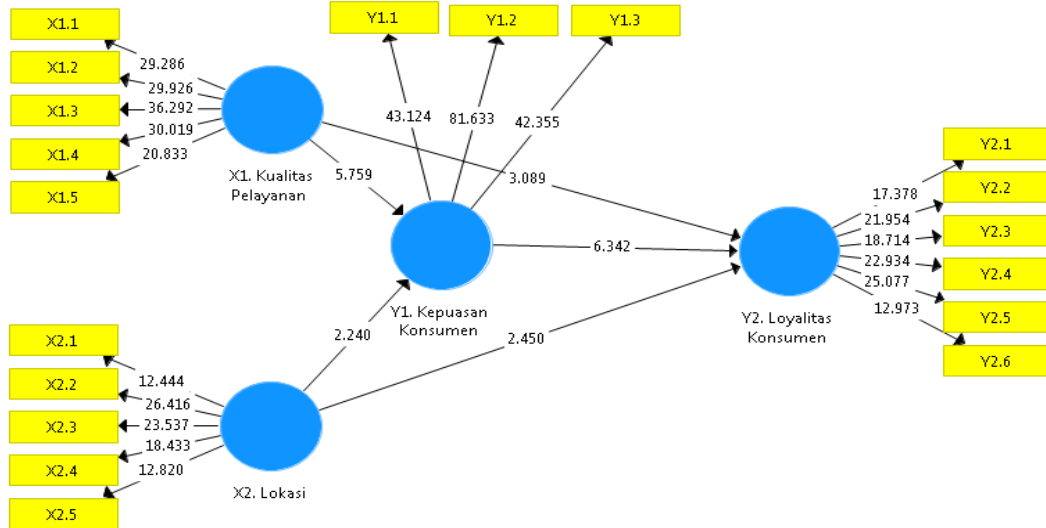 Y1.1
Y1.2
Y1.3
X1.1
X1.2
X1.3
X1.4
X1.5
29.286
29.926
36.292
30.019
20.833
X1. Kualitas
Pelayanan
43.124
81.633
42.355
5.759
3.089
Y1. Kepuasan
Konsumen
6.342
2.240
2.450
Y2.1
Y2.2
Y2.3
Y2.4
Y2.5
Y2.6
17.378
21.954
18.714
22.934
25.077
12.973
Y2. Loyalitas
Konsumen
X2.1
X2.2
X2.3
X2.4
X2.5
12.444
26.416
23.537
18.433
12.820
X2. Lokasi